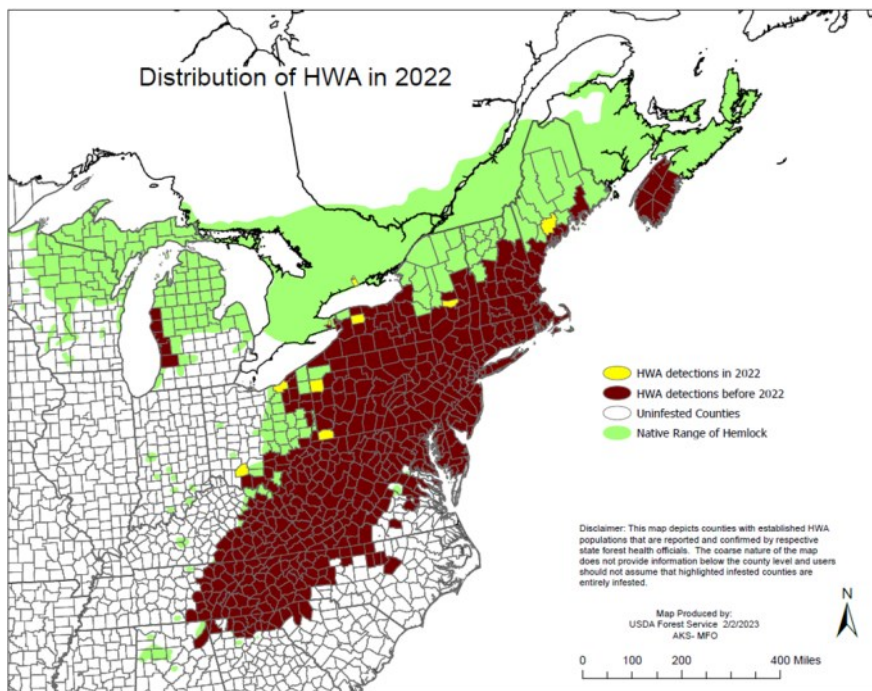 Distribution of HWA in 2022
HWA detections in 2022
HWA detections before 2022
Uninfested Counties
Native Range of Hemlock
Disclaimer: This map depicts counties with established HWA
populations that are reported and confirmed by respective
state forest health officials. The coarse nature of the map
does not provide information below the county level and users
should not assume that highlighted infested counties are
entirely infested.
Map Produced by:
USDA Forest Service 2/2/2023
AKS- MFO
N
0 100 200 400 Miles